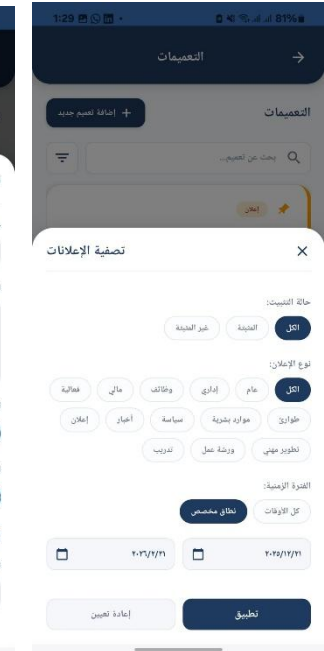 1:29 81%
التعميمات
التعميمات
+ إضافة تعميم جديد
بحث عن تعميم...
إعلان
تصفية الإعلانات
حالة التثبيت:
الكل المثبتة غير المثبتة
نوع الإعلان:
الكل عام إداري وظائف مالي فعالية
طوارئ موارد بشرية سياسة أخبار إعلان
تطوير مهني ورشة عمل تدريب
الفترة الزمنية:
كل الأوقات نطاق مخصص
٢٠٢٥/١٢/٢١ ٢٠٢٦/٢/٢١
تطبيق إعادة تعيين